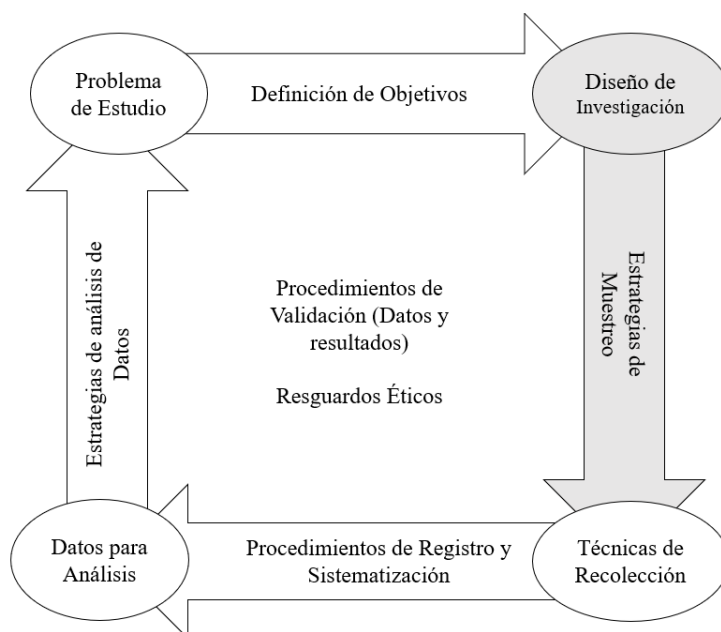 Problema
de Estudio
Definición de Objetivos
Diseño de
Investigación
Estrategias de
Muestreo
Técnicas de
Recolección
Procedimientos de Registro y
Sistematización
Datos para
Análisis
Estrategias de análisis de
Datos
Procedimientos de
Validación (Datos y
resultados)
Resguardos Éticos